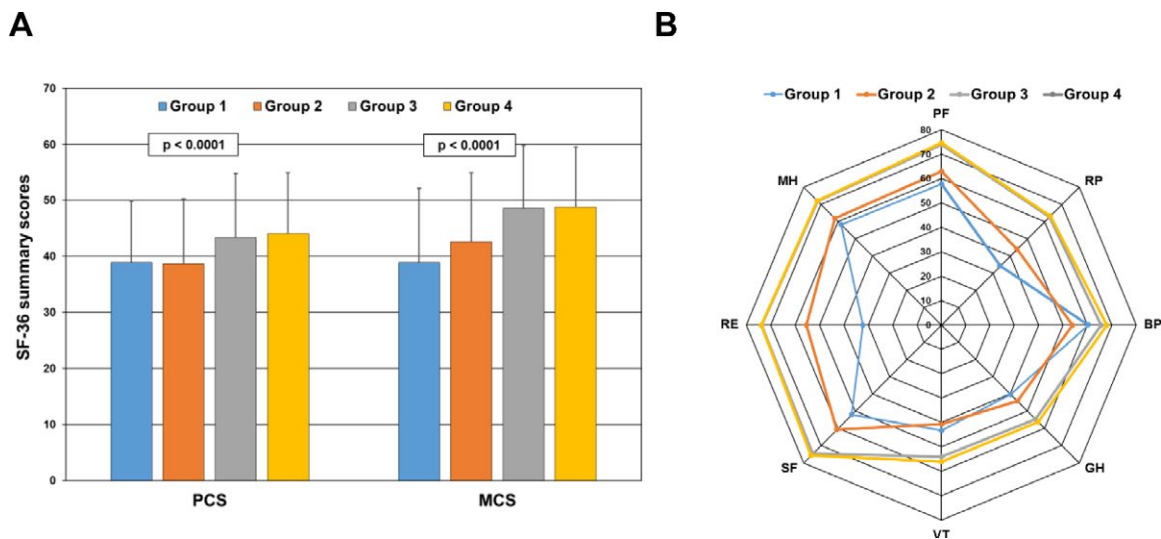 A
SF-36 summary scores
70
60
50
40
30
20
10
0
Group 1 Group 2 Group 3 Group 4
p < 0.0001 p < 0.0001
PCS MCS
B
Group 1 Group 2 Group 3 Group 4
PF
RP
BP
GH
VT
SF
RE
MH
80
70
60
50
40
30
20
10
0